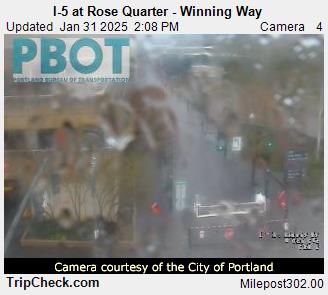 I-5 at Rose Quarter - Winning Way
Updated Jan 31 2025 2:08 PM Camera 4
PBOT
PORTLAND BUREAU OF TRANSPORTATION
Camera courtesy of the City of Portland
TripCheck.com Milepost302.00